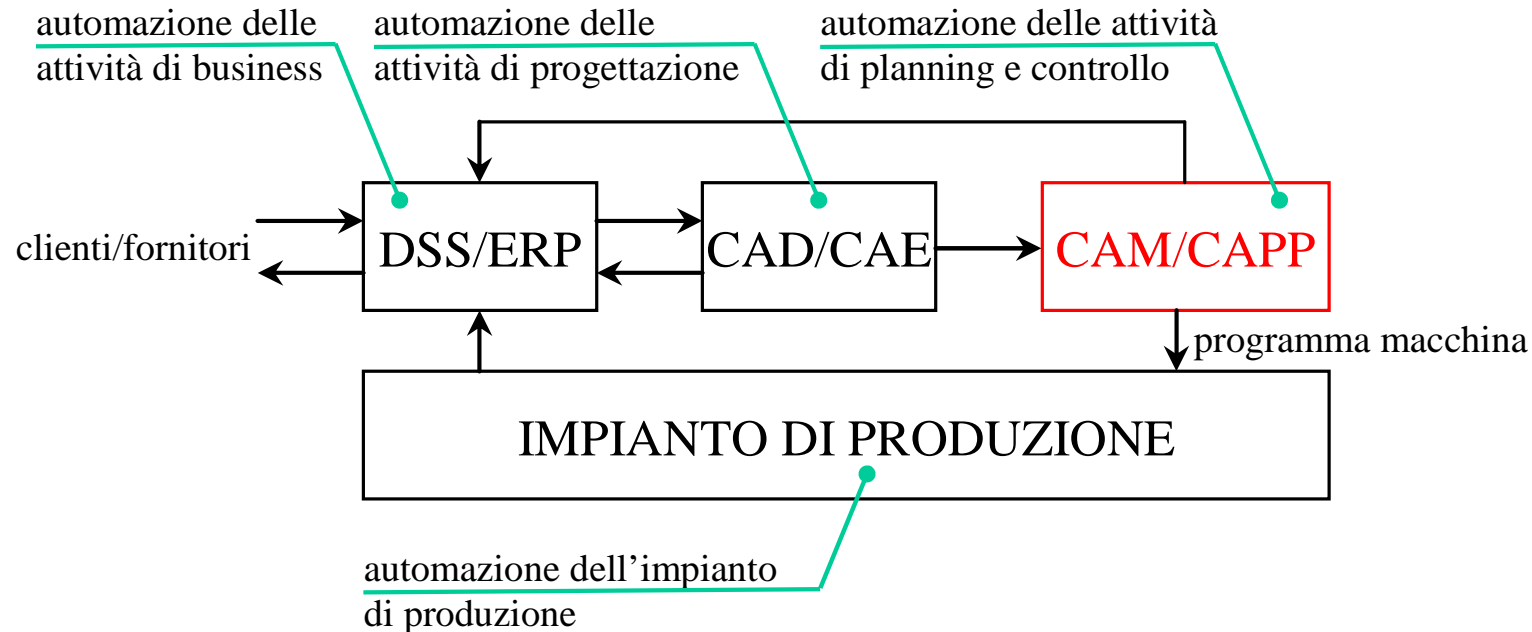 automazione delle
attività di business
automazione delle
attività di progettazione
automazione delle attività
di planning e controllo
clienti/fornitori
DSS/ERP
CAD/CAE
CAM/CAPP
programma macchina
IMPIANTO DI PRODUZIONE
automazione dell’impianto
di produzione